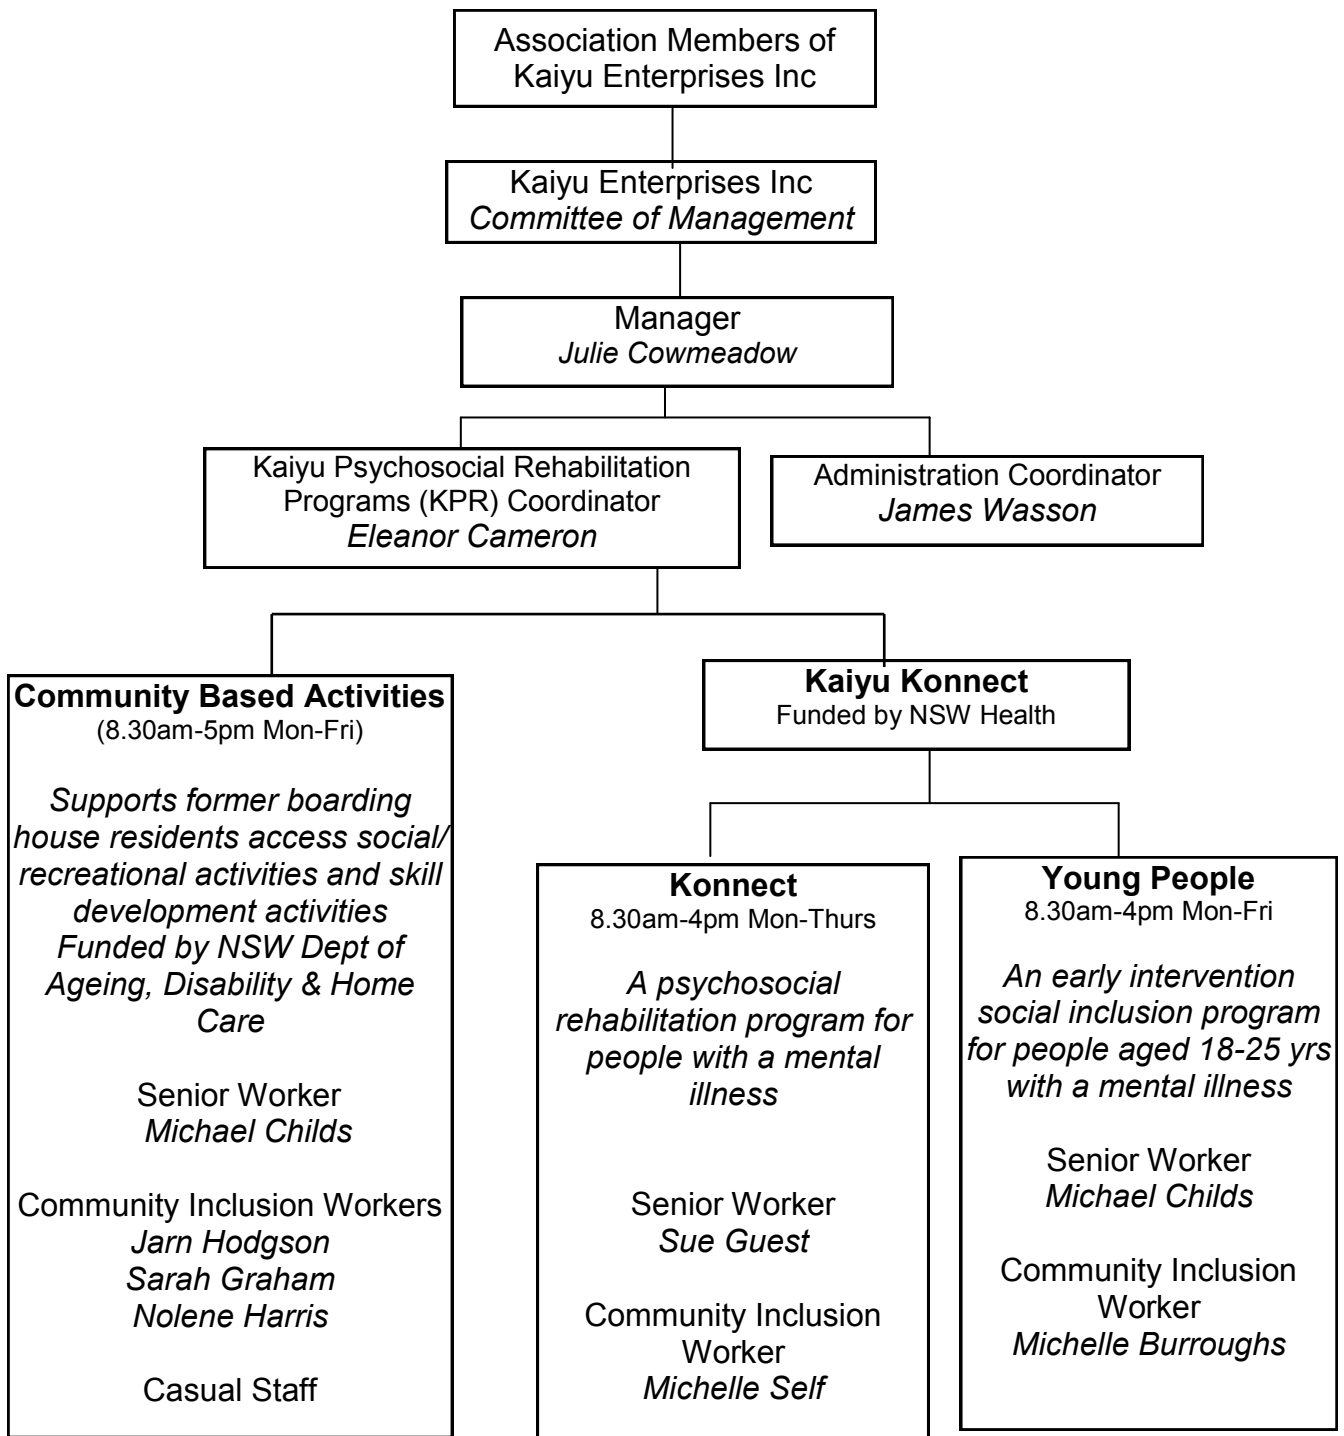 Association Members of
Kaiyu Enterprises Inc
Kaiyu Enterprises Inc
Committee of Management
Manager
Julie Cowmeadow
Kaiyu Psychosocial Rehabilitation
Programs (KPR) Coordinator
Eleanor Cameron
Administration Coordinator
James Wasson
Community Based Activities
(8.30am-5pm Mon-Fri)
Supports former boarding
house residents access social/
recreational activities and skill
development activities
Funded by NSW Dept of
Ageing, Disability & Home
Care
Senior Worker
Michael Childs
Community Inclusion Workers
Jarn Hodgson
Sarah Graham
Nolene Harris
Casual Staff
Kaiyu Konnect
Funded by NSW Health
Konnect
8.30am-4pm Mon-Thurs
A psychosocial
rehabilitation program for
people with a mental
illness
Senior Worker
Sue Guest
Community Inclusion
Worker
Michelle Self
Young People
8.30am-4pm Mon-Fri
An early intervention
social inclusion program
for people aged 18-25 yrs
with a mental illness
Senior Worker
Michael Childs
Community Inclusion
Worker
Michelle Burroughs